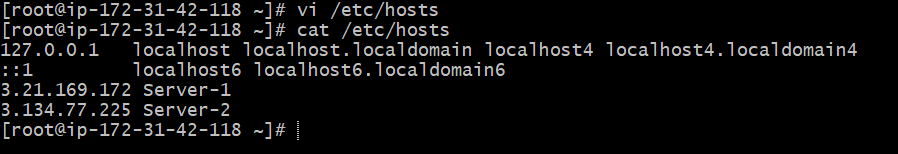 [root@ip-172-31-42-118 ~]# vi /etc/hosts
[root@ip-172-31-42-118 ~]# cat /etc/hosts
127.0.0.1   localhost localhost.localdomain localhost4 localhost4.localdomain4
::1         localhost6 localhost6.localdomain6
3.21.169.172 Server-1
3.134.77.225 Server-2
[root@ip-172-31-42-118 ~]#